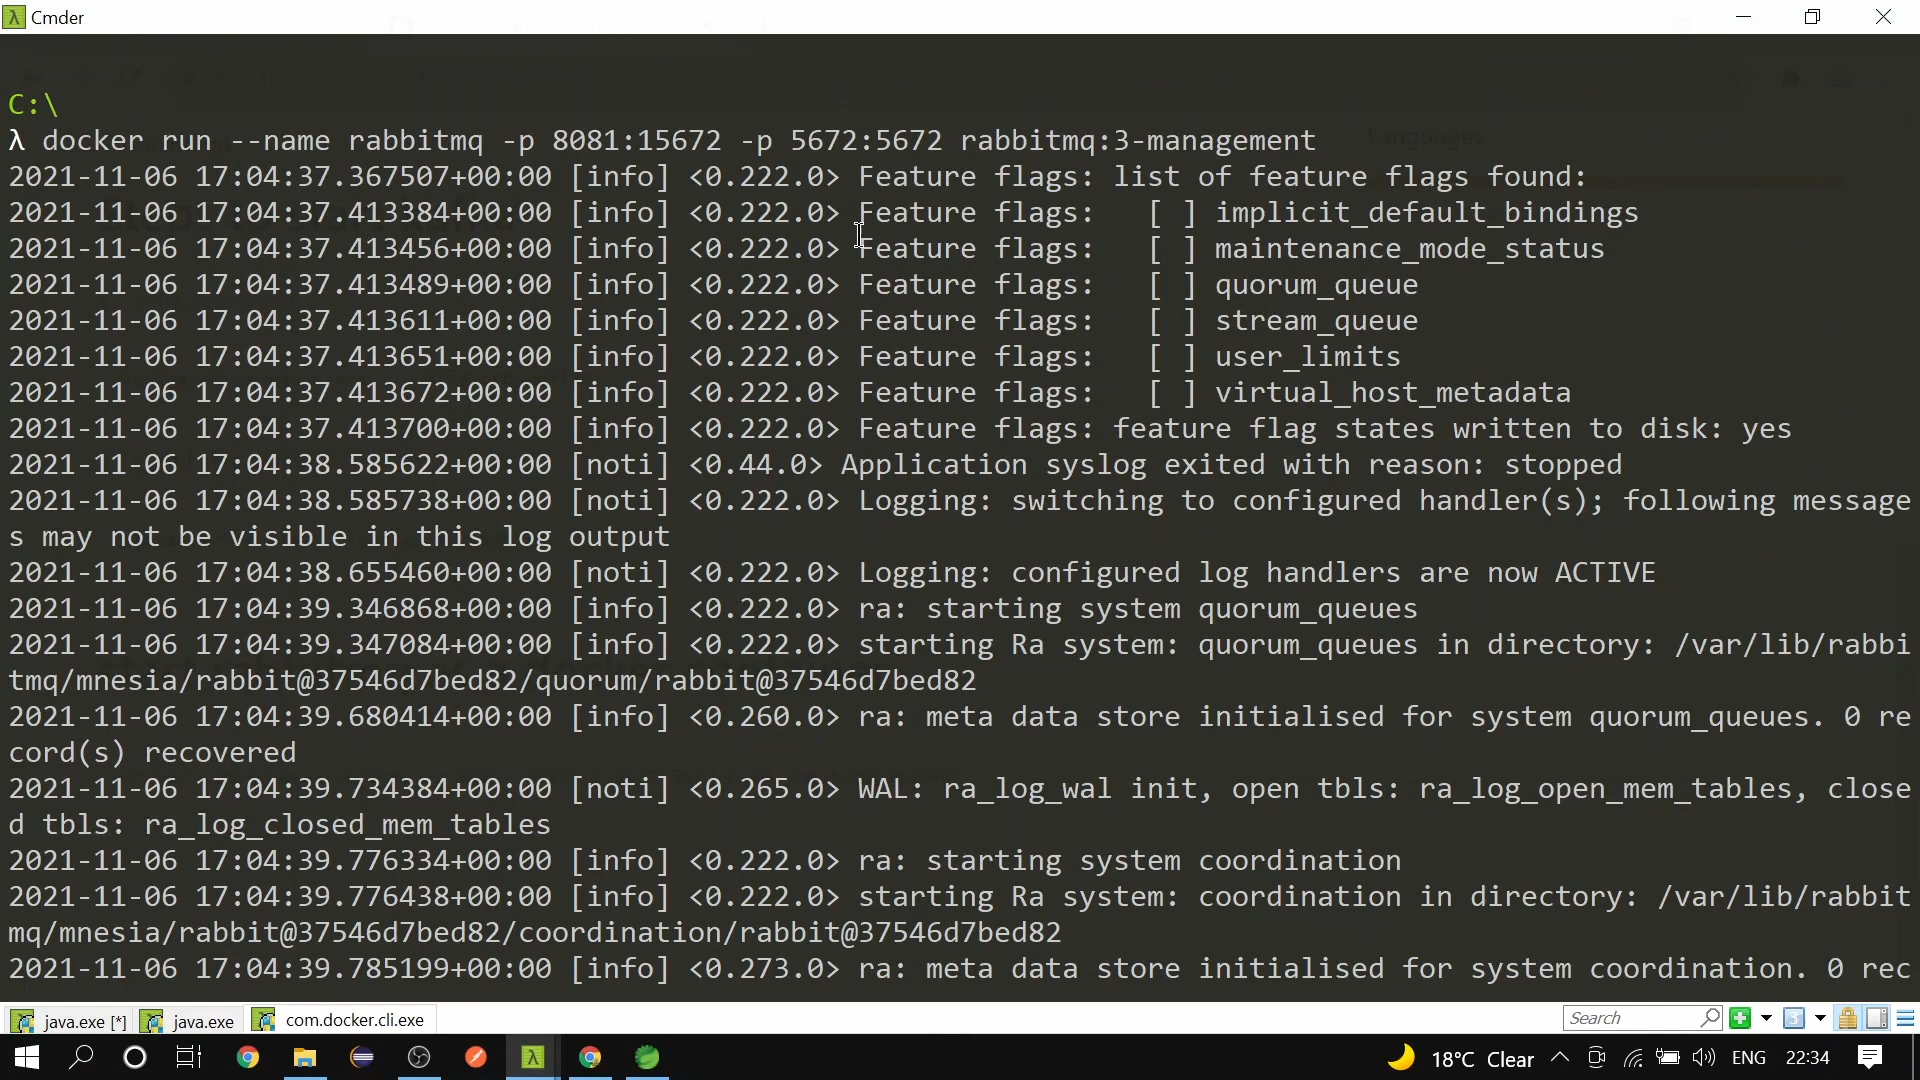 Cmder
C:\
λ docker run --name rabbitmq -p 8081:15672 -p 5672:5672 rabbitmq:3-management
2021-11-06 17:04:37.367507+00:00 [info] <0.222.0> Feature flags: list of feature flags found:
2021-11-06 17:04:37.413384+00:00 [info] <0.222.0> Feature flags:   [ ] implicit_default_bindings
2021-11-06 17:04:37.413456+00:00 [info] <0.222.0> Feature flags:   [ ] maintenance_mode_status
2021-11-06 17:04:37.413489+00:00 [info] <0.222.0> Feature flags:   [ ] quorum_queue
2021-11-06 17:04:37.413611+00:00 [info] <0.222.0> Feature flags:   [ ] stream_queue
2021-11-06 17:04:37.413651+00:00 [info] <0.222.0> Feature flags:   [ ] user_limits
2021-11-06 17:04:37.413672+00:00 [info] <0.222.0> Feature flags:   [ ] virtual_host_metadata
2021-11-06 17:04:37.413700+00:00 [info] <0.222.0> Feature flags: feature flag states written to disk: yes
2021-11-06 17:04:38.585622+00:00 [noti] <0.44.0> Application syslog exited with reason: stopped
2021-11-06 17:04:38.585738+00:00 [noti] <0.222.0> Logging: switching to configured handler(s); following message
s may not be visible in this log output
2021-11-06 17:04:38.655460+00:00 [noti] <0.222.0> Logging: configured log handlers are now ACTIVE
2021-11-06 17:04:39.346868+00:00 [info] <0.222.0> ra: starting system quorum_queues
2021-11-06 17:04:39.347084+00:00 [info] <0.222.0> starting Ra system: quorum_queues in directory: /var/lib/rabbi
tmq/mnesia/rabbit@37546d7bed82/quorum/rabbit@37546d7bed82
2021-11-06 17:04:39.680414+00:00 [info] <0.260.0> ra: meta data store initialised for system quorum_queues. 0 re
cord(s) recovered
2021-11-06 17:04:39.734384+00:00 [noti] <0.265.0> WAL: ra_log_wal init, open tbls: ra_log_open_mem_tables, close
d tbls: ra_log_closed_mem_tables
2021-11-06 17:04:39.776334+00:00 [info] <0.222.0> ra: starting system coordination
2021-11-06 17:04:39.776438+00:00 [info] <0.222.0> starting Ra system: coordination in directory: /var/lib/rabbit
mq/mnesia/rabbit@37546d7bed82/coordination/rabbit@37546d7bed82
2021-11-06 17:04:39.785199+00:00 [info] <0.273.0> ra: meta data store initialised for system coordination. 0 rec
java.exe [*] java.exe com.docker.cli.exe Search
18°C Clear ENG 22:34